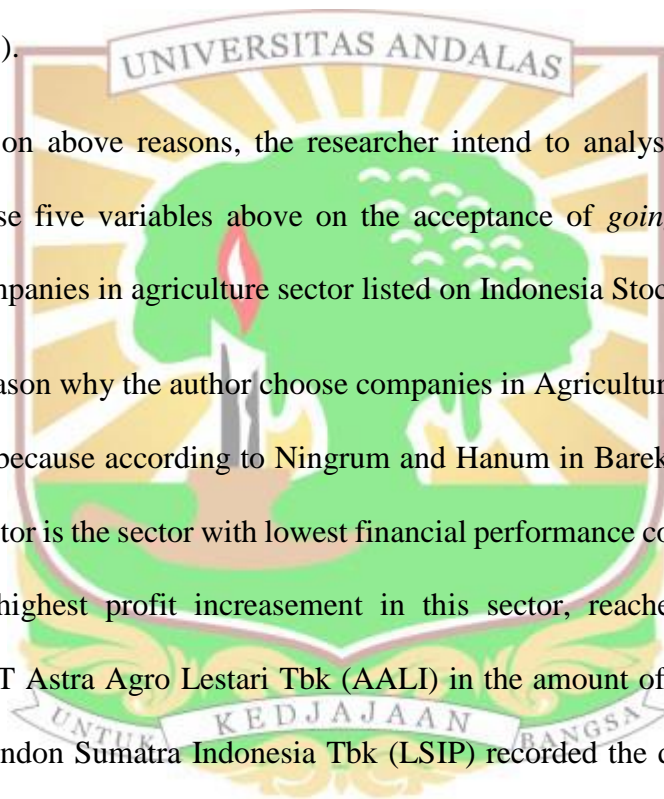 ).
UNIVERSITAS ANDALAS
on above reasons, the researcher intend to analys
se five variables above on the acceptance of goin
mpanies in agriculture sector listed on Indonesia Stoc
ason why the author choose companies in Agricultur
because according to Ningrum and Hanum in Barek
tor is the sector with lowest financial performance co
highest profit increasement in this sector, reache
T Astra Agro Lestari Tbk (AALI) in the amount of
UNTUK KEDJAJAAN BANGSA
ndon Sumatra Indonesia Tbk (LSIP) recorded the d